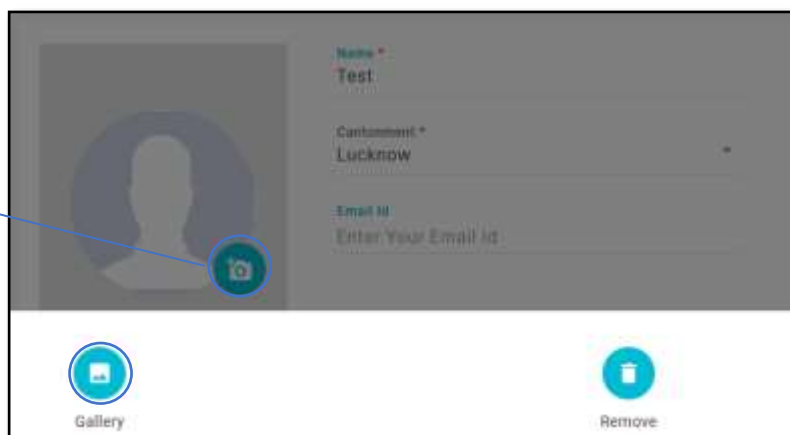 Name *
Test
Cantonment *
Lucknow
Email Id
Enter Your Email Id
Gallery
Remove